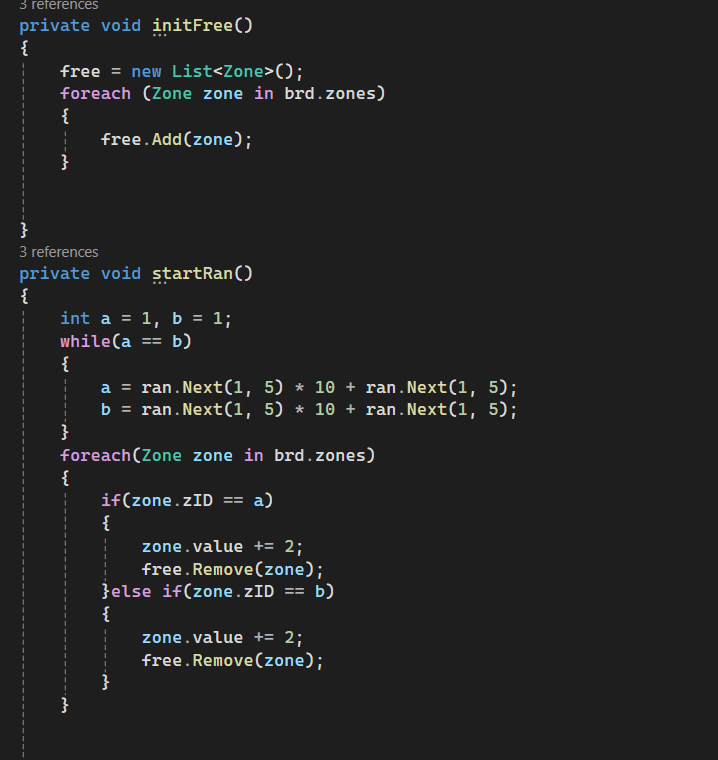 3 references
private void initFree()
{
free = new List<Zone>();
foreach (Zone zone in brd.zones)
{
free.Add(zone);
}
}
3 references
private void startRan()
{
int a = 1, b = 1;
while(a == b)
{
a = ran.Next(1, 5) * 10 + ran.Next(1, 5);
b = ran.Next(1, 5) * 10 + ran.Next(1, 5);
}
foreach(Zone zone in brd.zones)
{
if(zone.zID == a)
{
zone.value += 2;
free.Remove(zone);
}else if(zone.zID == b)
{
zone.value += 2;
free.Remove(zone);
}
}